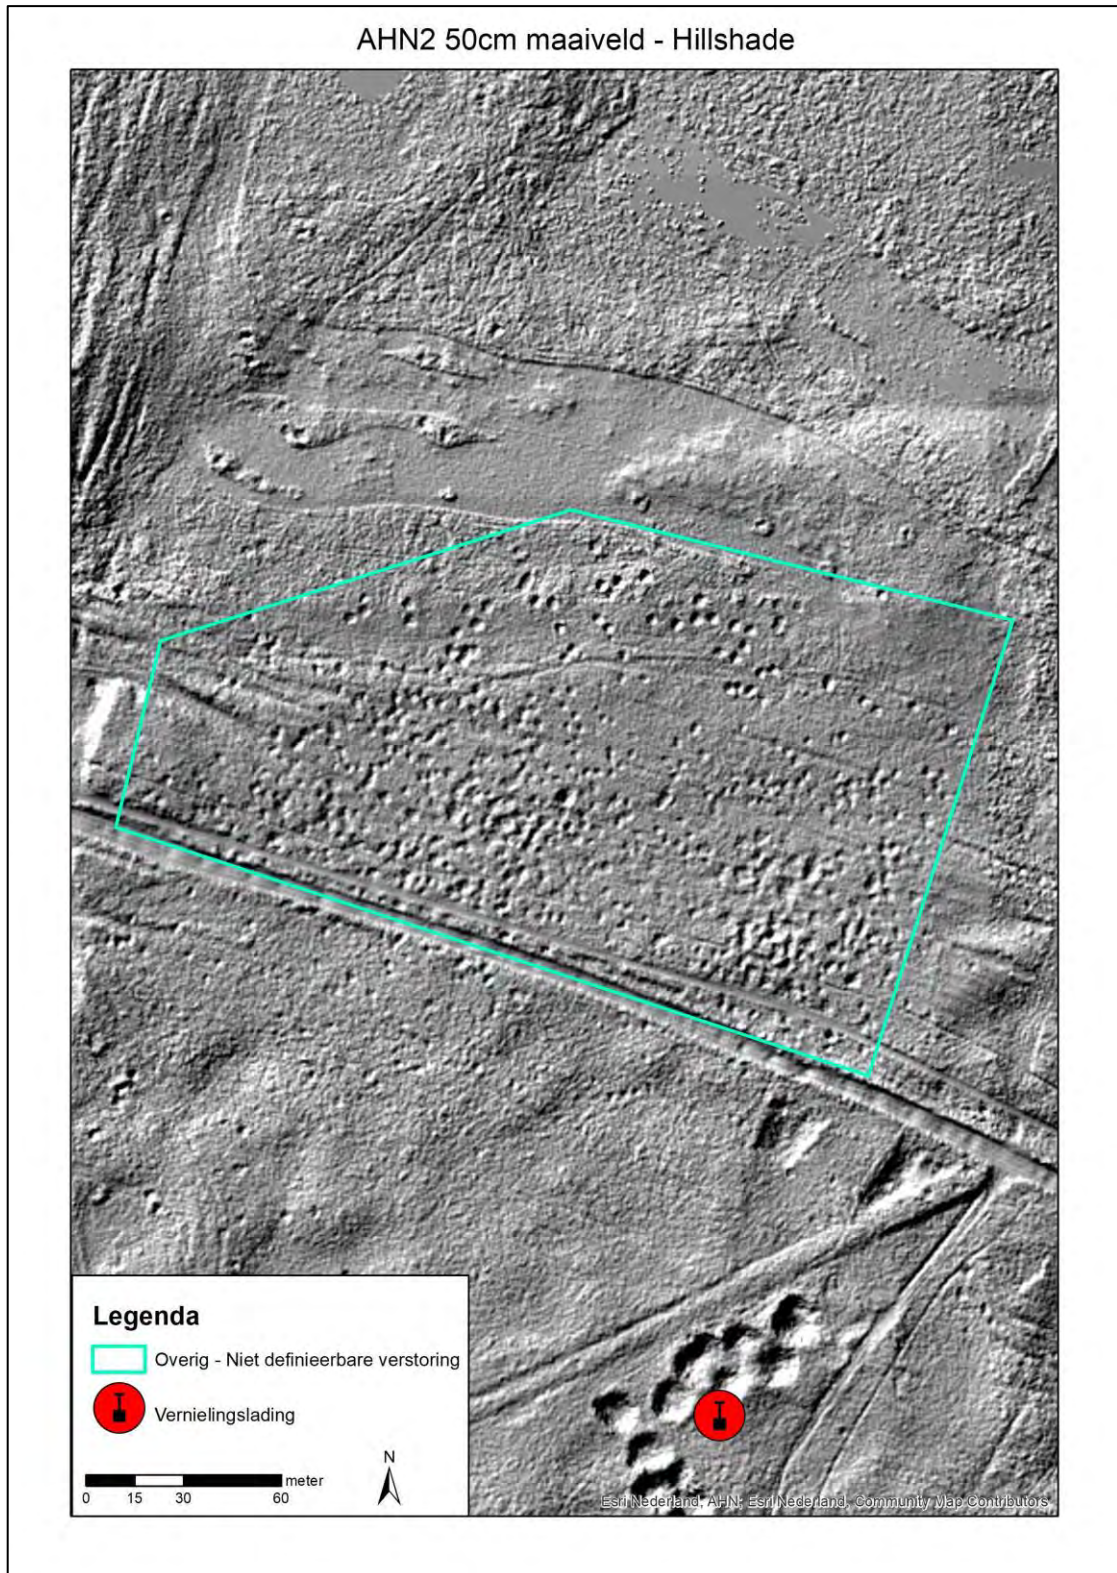 AHN2 50cm maaiveld - Hillshade
Legenda
Overig - Niet definieerbare verstoring
Vernielingslading
N
meter
0 15 30 60
Esri Nederland, AHN; Esri Nederland, Community Map Contributors